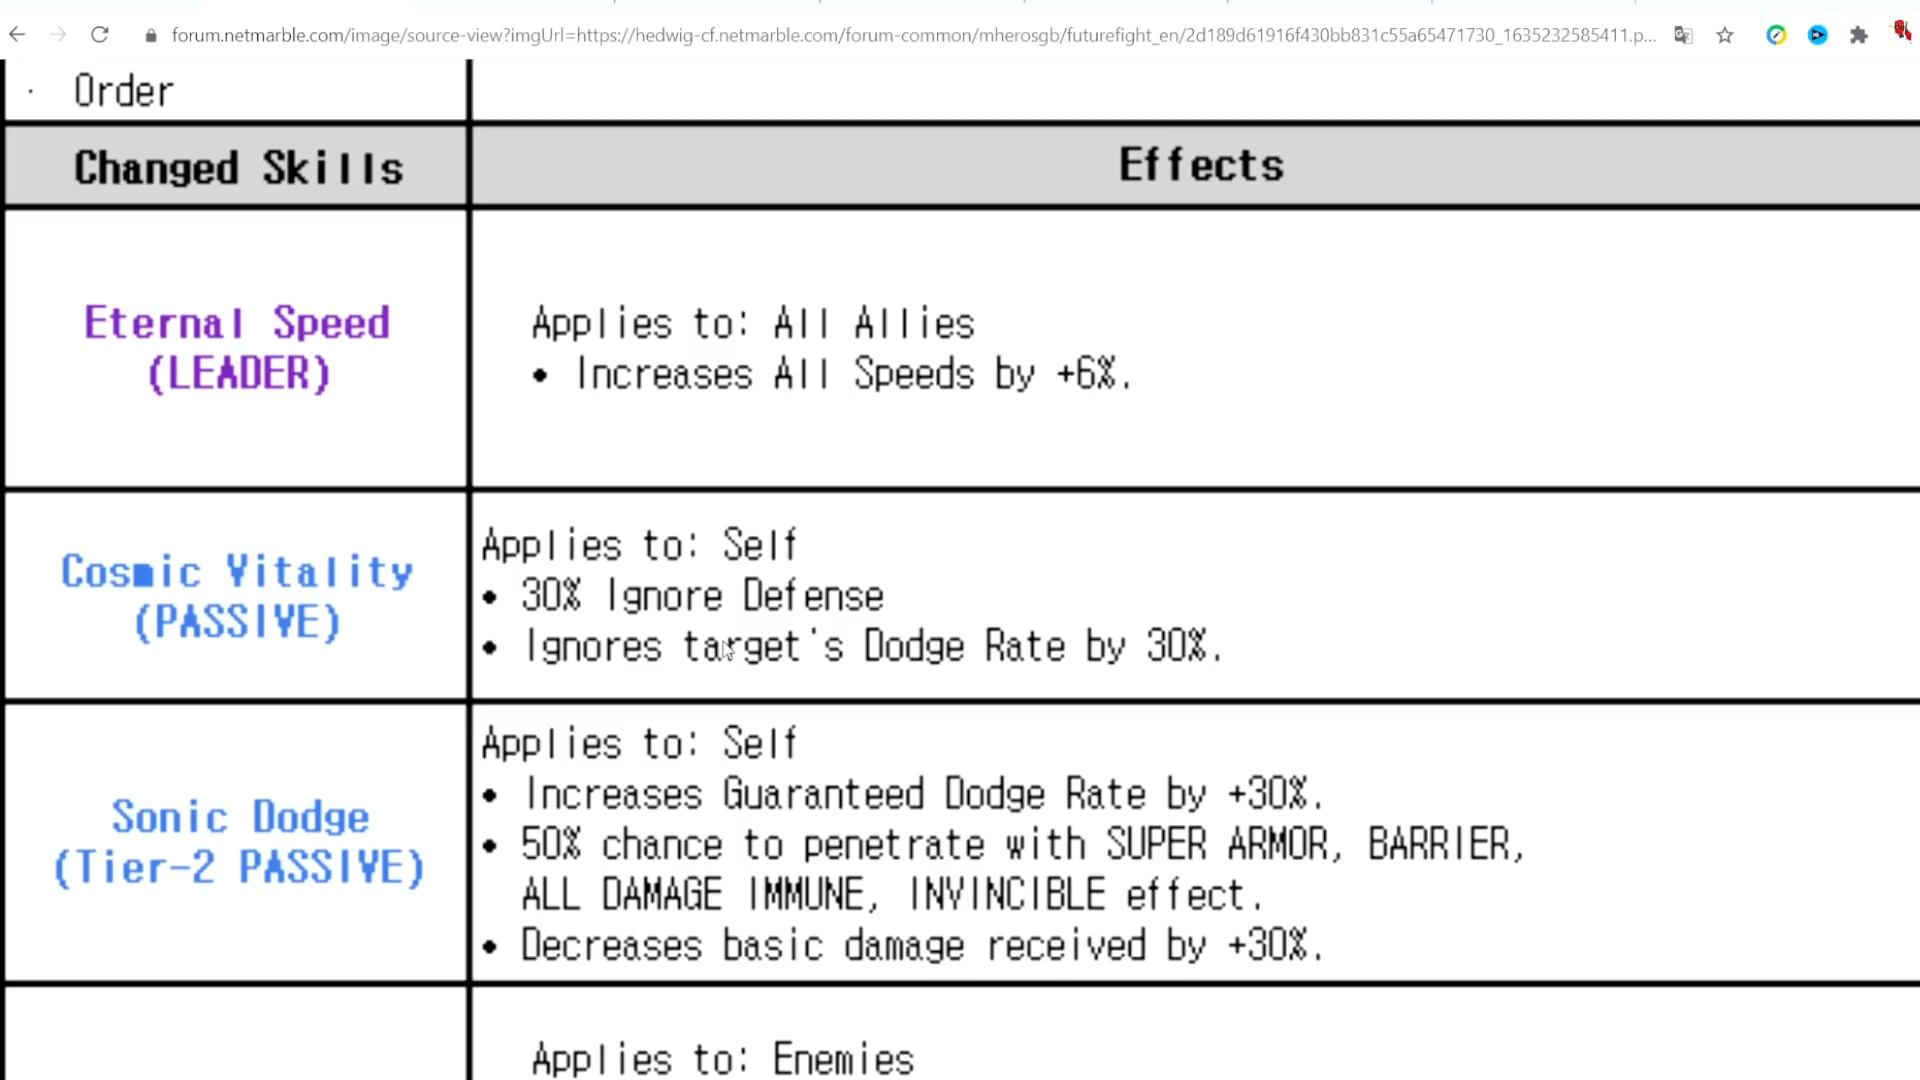 forum.netmarble.com/image/source-view?imgUrl=https://hedwig-cf.netmarble.com/forum-common/mherosgb/futurefight_en/2d189d61916f430bb831c55a65471730_1635232585411.p...
· Order
Changed Skills
Effects
Eternal Speed
(LEADER)
Applies to: All Allies
• Increases All Speeds by +6%.
Cosmic Vitality
(PASSIVE)
Applies to: Self
• 30% Ignore Defense
• Ignores target's Dodge Rate by 30%.
Sonic Dodge
(Tier-2 PASSIVE)
Applies to: Self
• Increases Guaranteed Dodge Rate by +30%.
• 50% chance to penetrate with SUPER ARMOR, BARRIER,
ALL DAMAGE IMMUNE, INVINCIBLE effect.
• Decreases basic damage received by +30%.
Applies to: Enemies